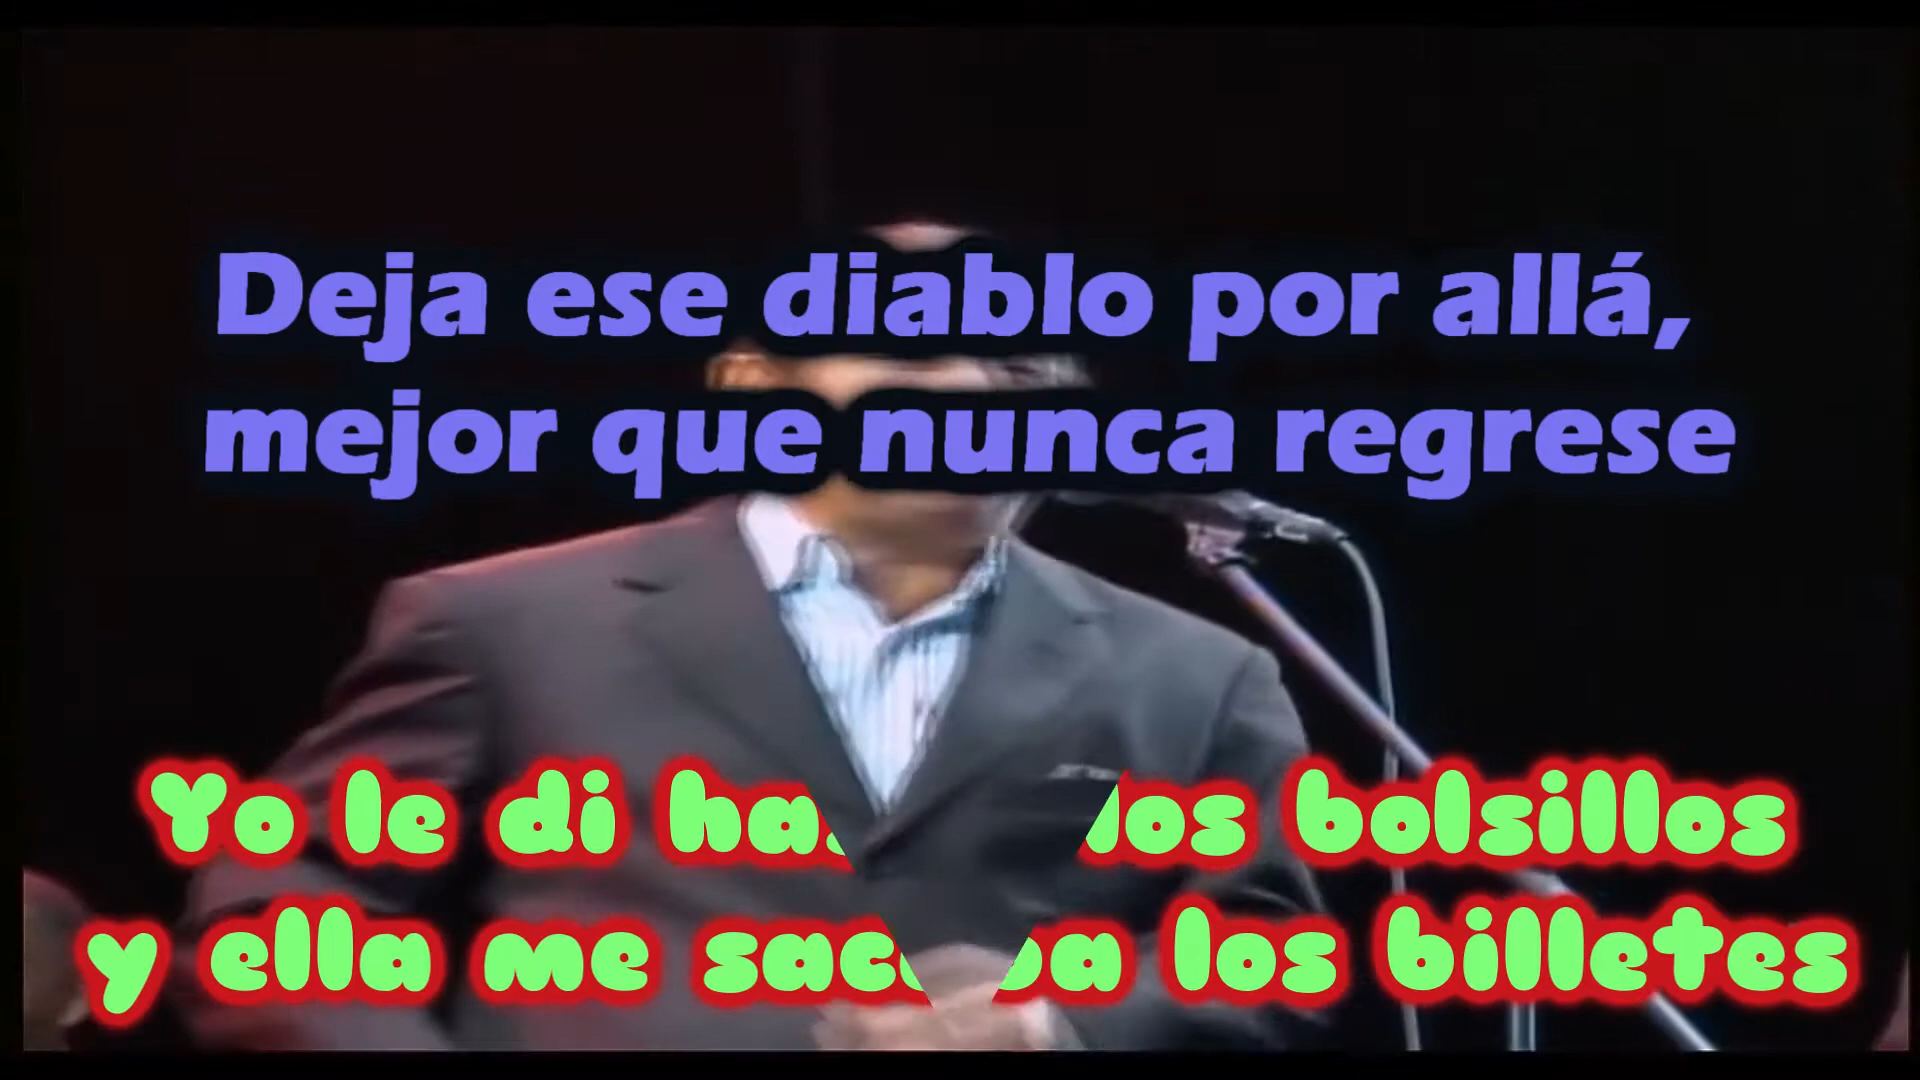 Deja ese diablo por allá,
mejor que nunca regrese
Yo le di los bolsillos
y ella me los billetes